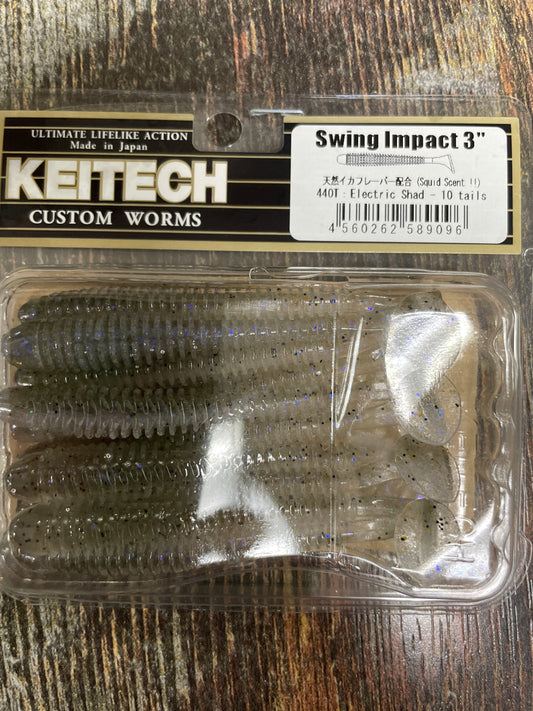 ULTIMATE LIFELIKE ACTION
Made in Japan
KEITECH
CUSTOM WORMS
Swing Impact 3"
天然イカフレーバー配合 (Squid Scent !!)
440T : Electric Shad - 10 tails
4 560262 589096